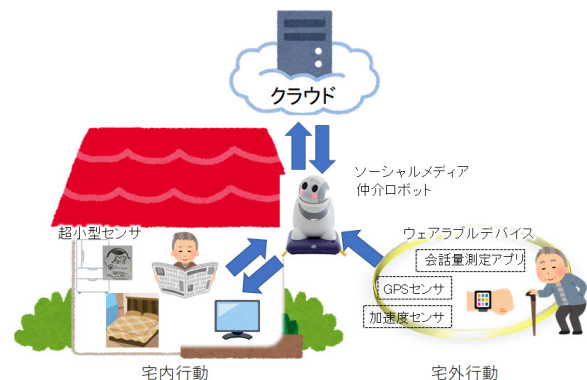 クラウド
ソーシャルメディア
仲介ロボット
超小型センサ
ウェアラブルデバイス
会話量測定アプリ
GPSセンサ
加速度センサ
宅内行動
宅外行動